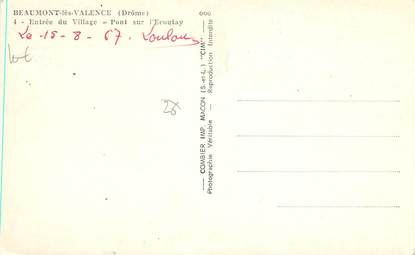 BEAUMONT-lès-VALENCE (Drôme)
4 - Entrée du Village - Pont sur l'Ecoutay
Le 15-8-67.
COMBIER IMP. MACON (S.-et-L.) "CIM"
Photographie Véritable - Reproduction Interdite